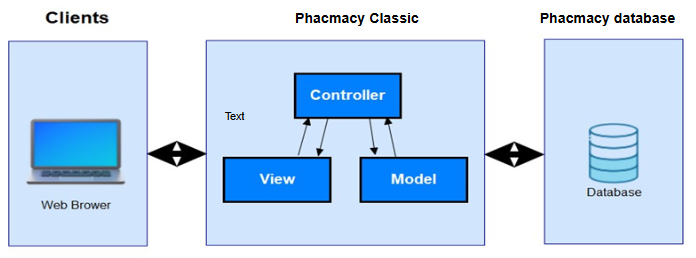 Clients
Phacmacy Classic
Phacmacy database
Controller
Text
View
Model
Web Brower
Database